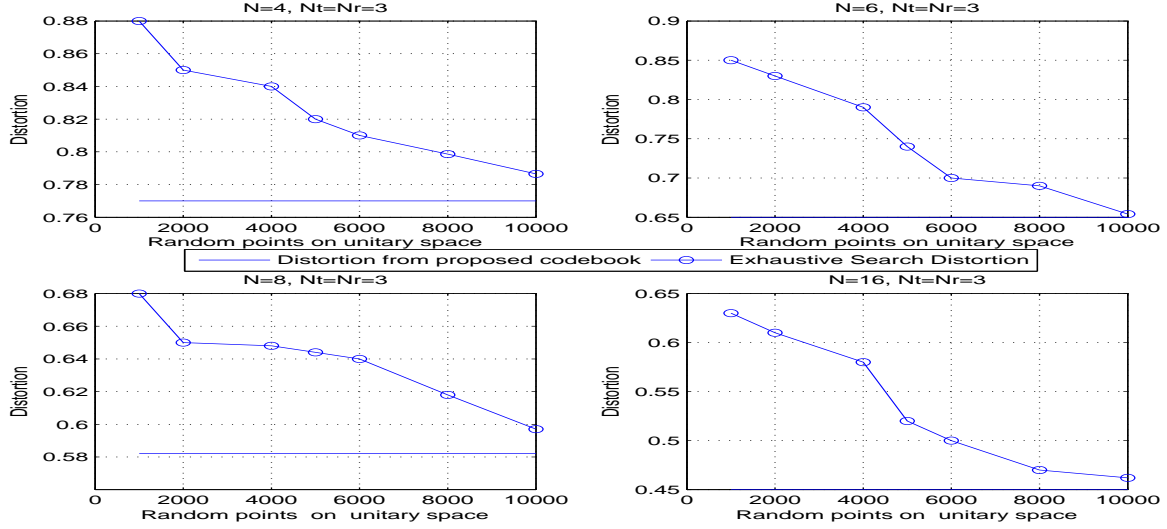 N=4, Nt=Nr=3
0.88
0.86
0.84
0.82
0.8
0.78
0.76
Distortion
0 2000 4000 6000 8000 10000
Random points on unitary space
N=6, Nt=Nr=3
0.9
0.85
0.8
0.75
0.7
0.65
Distortion
0 2000 4000 6000 8000 10000
Random points on unitary space
Distortion from proposed codebook Exhaustive Search Distortion
N=8, Nt=Nr=3
0.68
0.66
0.64
0.62
0.6
0.58
Distortion
0 2000 4000 6000 8000 10000
Random points on unitary space
N=16, Nt=Nr=3
0.65
0.6
0.55
0.5
0.45
Distortion
0 2000 4000 6000 8000 10000
Random points on unitary space